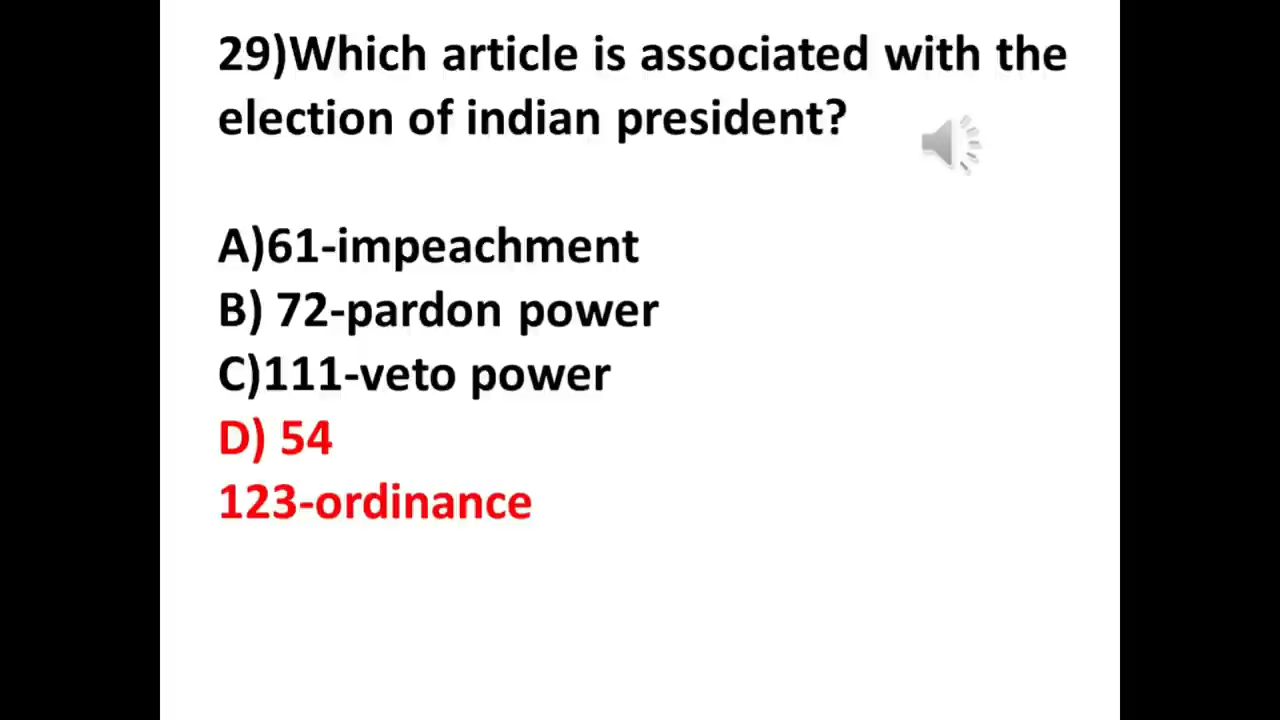 29)Which article is associated with the
election of indian president?
A)61-impeachment
B) 72-pardon power
C)111-veto power
D) 54
123-ordinance